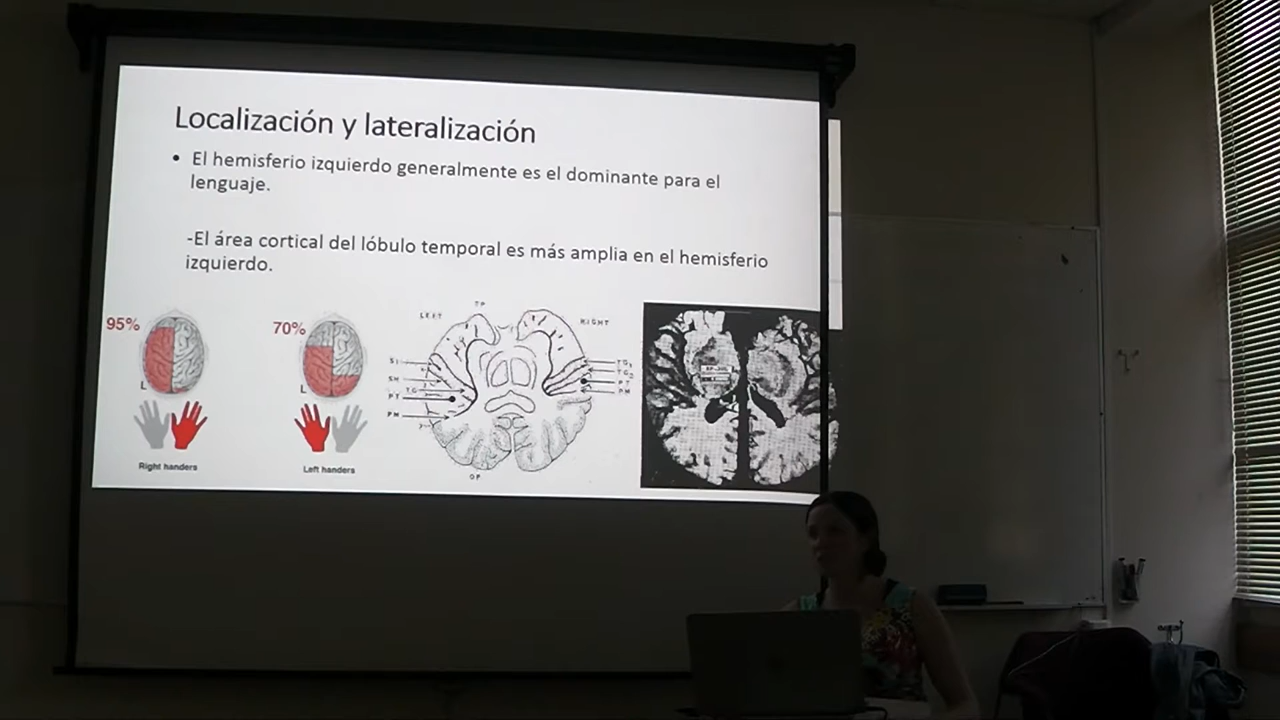 Localización y lateralización
• El hemisferio izquierdo generalmente es el dominante para el
lenguaje.
-El área cortical del lóbulo temporal es más amplia en el hemisferio
izquierdo.
95%
70%
L
L
Right handers
Left handers
TP
LEFT
RIGHT
OP